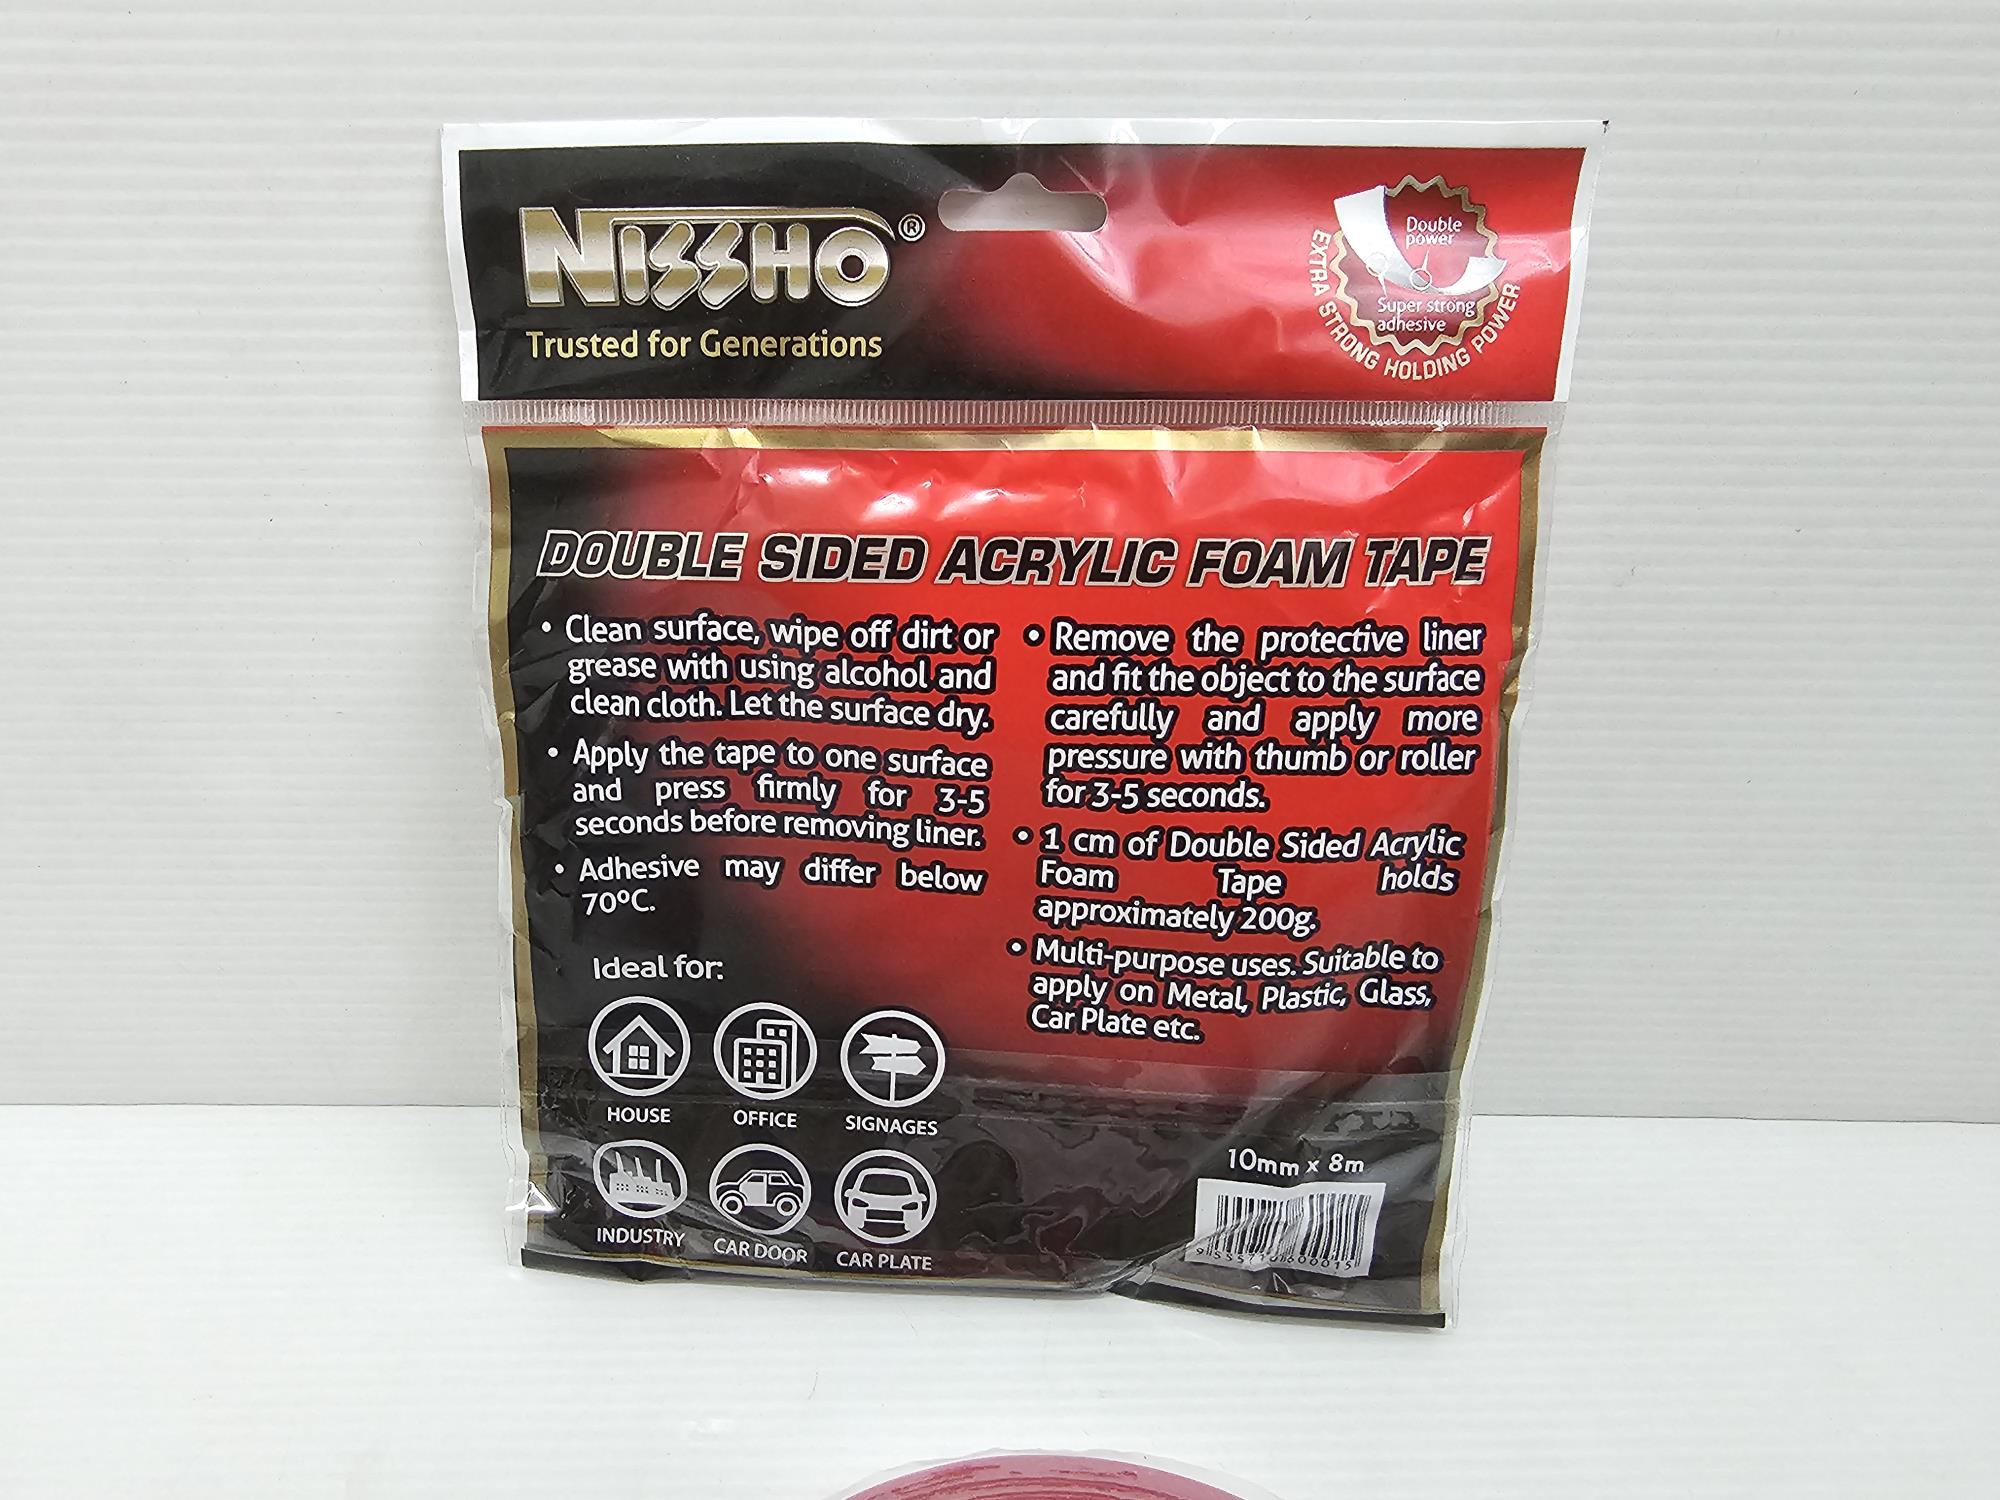 NISSHO®
Trusted for Generations
Double
power
Super strong
adhesive
EXTRA STRONG HOLDING POWER
DOUBLE SIDED ACRYLIC FOAM TAPE
• Clean surface, wipe off dirt or
grease with using alcohol and
clean cloth. Let the surface dry.
• Apply the tape to one surface
and press firmly for 3-5
seconds before removing liner.
• Adhesive may differ below
70ºC.
• Remove the protective liner
and fit the object to the surface
carefully and apply more
pressure with thumb or roller
for 3-5 seconds.
• 1 cm of Double Sided Acrylic
Foam Tape holds
approximately 200g.
• Multi-purpose uses. Suitable to
apply on Metal, Plastic, Glass,
Car Plate etc.
Ideal for:
HOUSE
OFFICE
SIGNAGES
INDUSTRY
CAR DOOR
CAR PLATE
10mm x 8m